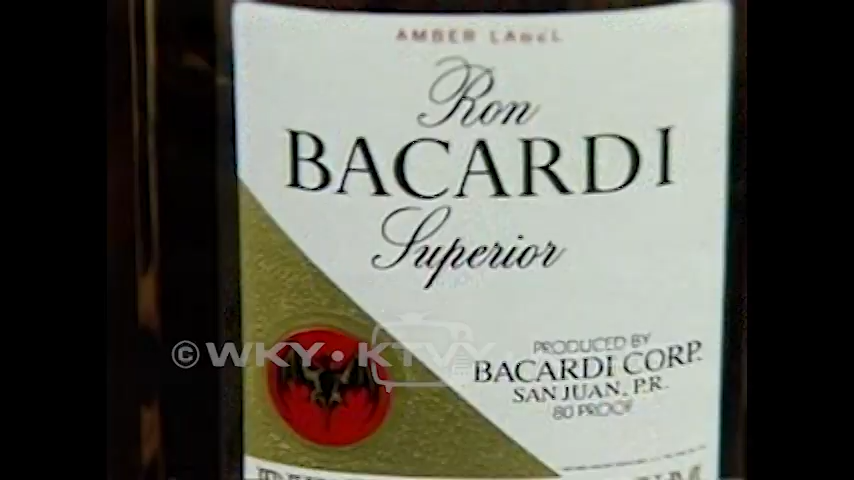 AMBER LABEL
Ron
BACARDI
Superior
© WKY • KTVY
PRODUCED BY
BACARDI CORP.
SAN JUAN, P.R.
80 PROOF